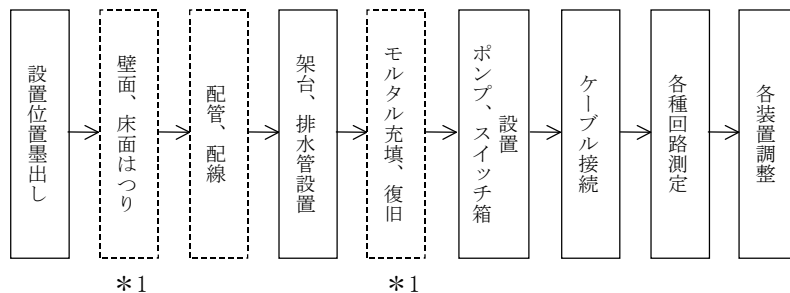 設置位置墨出し
壁面、床面はつり
配管、配線
架台、排水管設置
モルタル充填、復旧
ポンプ、スイッチ箱
設置
ケーブル接続
各種回路測定
各装置調整
＊1
＊1